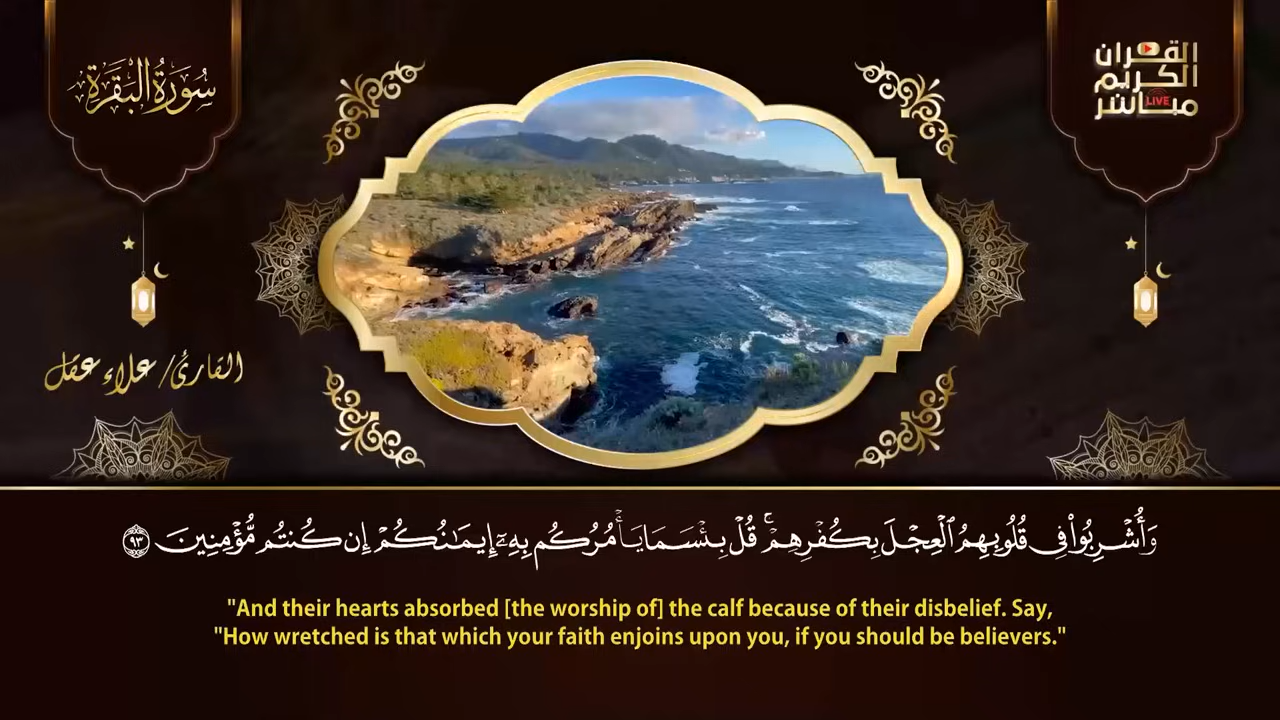 سُورَةُ البَقَرَةِ
القرآن
الكريم
مباشر
LIVE
القارئ/ علاء عقل
وَأُشْرِبُوا۟ فِى قُلُوبِهِمُ ٱلْعِجْلَ بِكُفْرِهِمْ ۚ قُلْ بِئْسَمَا يَأْمُرُكُم بِهِۦٓ إِيمَـٰنُكُمْ إِن كُنتُم مُّؤْمِنِينَ ٩٣
"And their hearts absorbed [the worship of] the calf because of their disbelief. Say,
"How wretched is that which your faith enjoins upon you, if you should be believers."